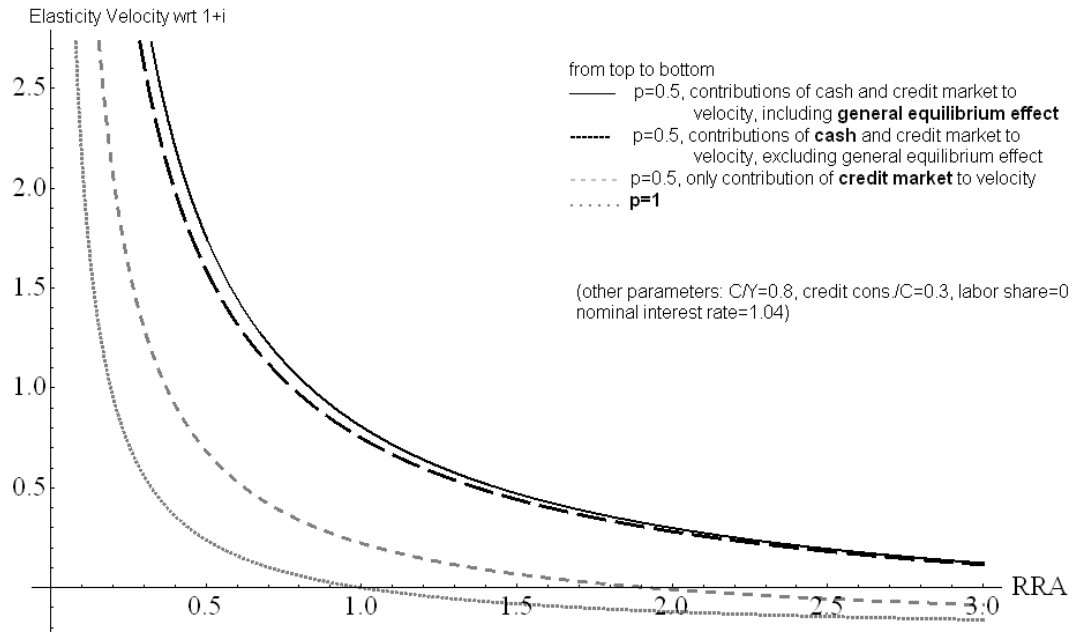 Elasticity Velocity wrt 1+i
2.5
2.0
1.5
1.0
0.5
from top to bottom
p=0.5, contributions of cash and credit market to
velocity, including general equilibrium effect
p=0.5, contributions of cash and credit market to
velocity, excluding general equilibrium effect
p=0.5, only contribution of credit market to velocity
p=1
(other parameters: C/Y=0.8, credit cons./C=0.3, labor share=0
nominal interest rate=1.04)
0.5 1.0 1.5 2.0 2.5 3.0 RRA